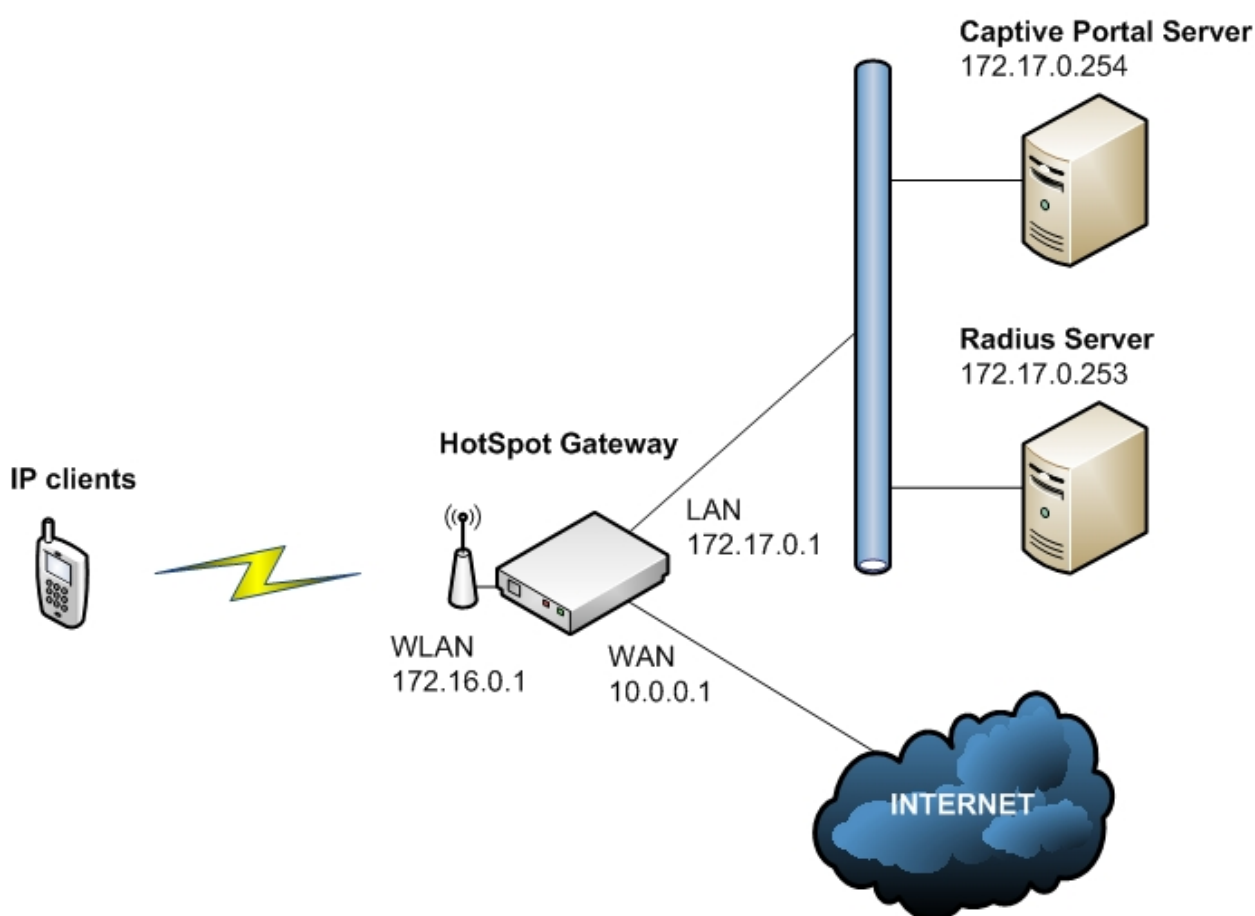 Captive Portal Server
172.17.0.254
Radius Server
172.17.0.253
HotSpot Gateway
IP clients
LAN
172.17.0.1
WLAN
172.16.0.1
WAN
10.0.0.1
INTERNET